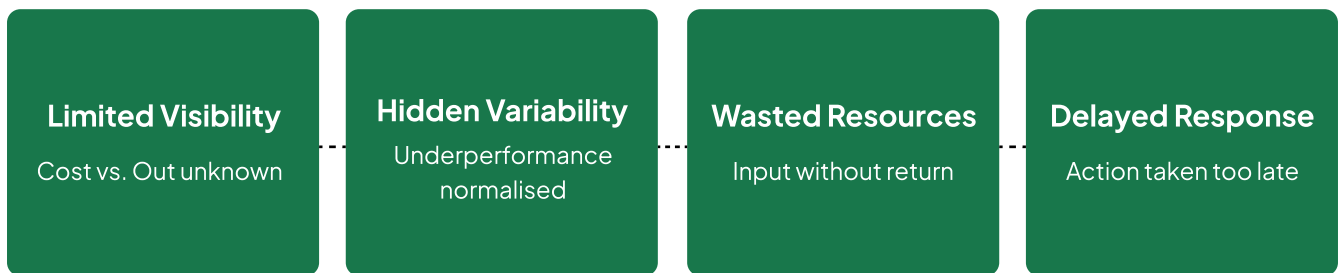 Limited Visibility
Cost vs. Out unknown
Hidden Variability
Underperformance
normalised
Wasted Resources
Input without return
Delayed Response
Action taken too late